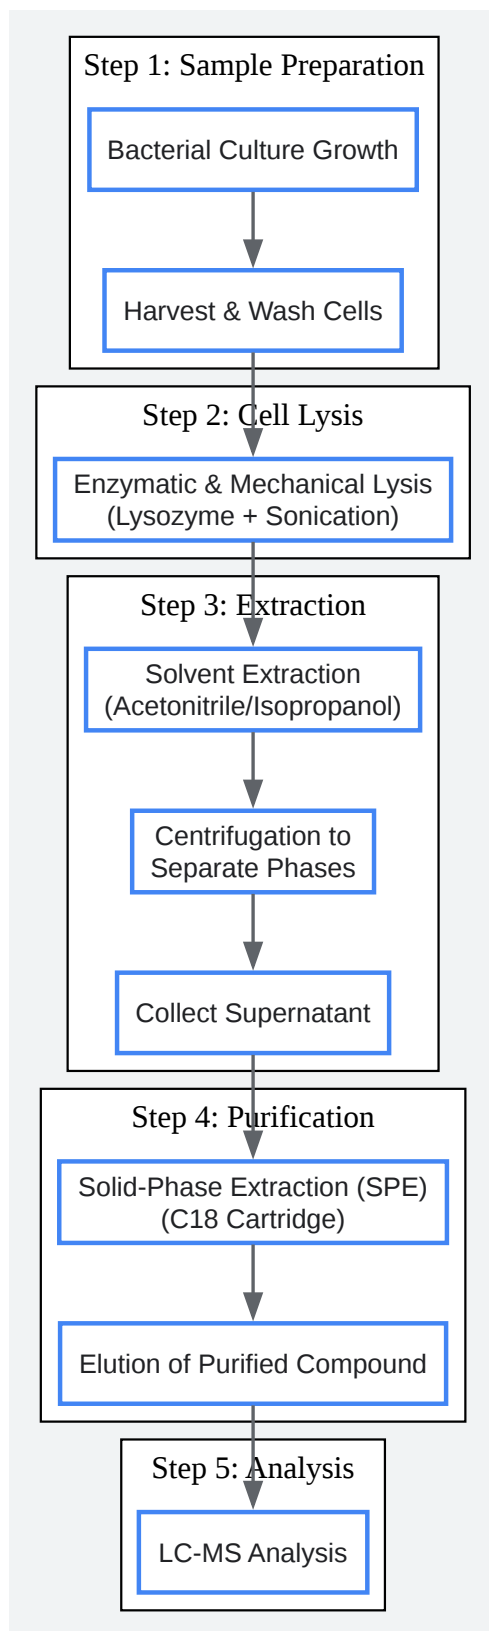 Step 1: Sample Preparation
Bacterial Culture Growth
Harvest & Wash Cells
Step 2: Cell Lysis
Enzymatic & Mechanical Lysis
(Lysozyme + Sonication)
Step 3: Extraction
Solvent Extraction
(Acetonitrile/Isopropanol)
Centrifugation to
Separate Phases
Collect Supernatant
Step 4: Purification
Solid-Phase Extraction (SPE)
(C18 Cartridge)
Elution of Purified Compound
Step 5: Analysis
LC-MS Analysis